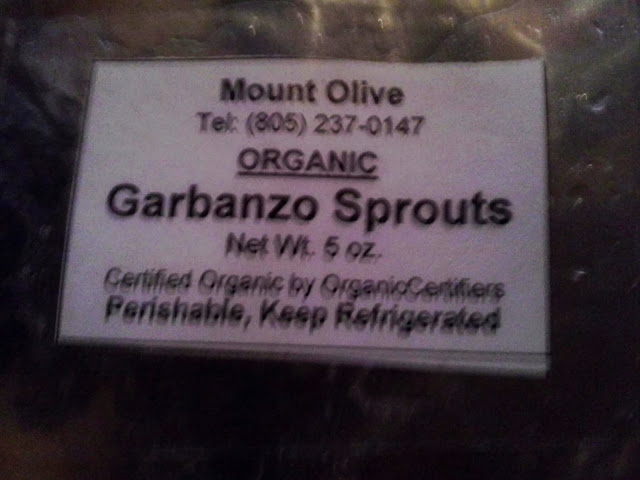 Mount Olive
Tel: (805) 237-0147
ORGANIC
Garbanzo Sprouts
Net Wt. 5 oz.
Certified Organic by OrganicCertifiers
Perishable, Keep Refrigerated